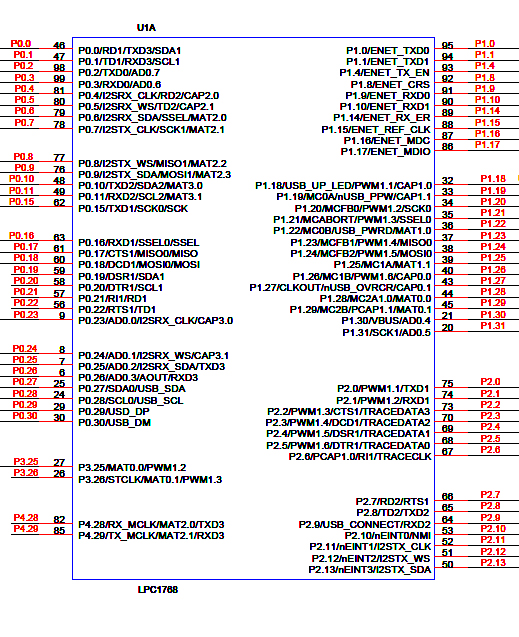 U1A
P0.0 46 P0.0/RD1/TXD3/SDA1 P1.0/ENET_TXD0 95 P1.0
P0.1 47 P0.1/TD1/RXD3/SCL1 P1.1/ENET_TXD1 94 P1.1
P0.2 98 P0.2/TXD0/AD0.7 P1.4/ENET_TX_EN 93 P1.4
P0.3 99 P0.3/RXD0/AD0.6 P1.8/ENET_CRS 92 P1.8
P0.4 81 P0.4/I2SRX_CLK/RD2/CAP2.0 P1.9/ENET_RXD0 91 P1.9
P0.5 80 P0.5/I2SRX_WS/TD2/CAP2.1 P1.10/ENET_RXD1 90 P1.10
P0.6 79 P0.6/I2SRX_SDA/SSEL/MAT2.0 P1.14/ENET_RX_ER 89 P1.14
P0.7 78 P0.7/I2STX_CLK/SCK1/MAT2.1 P1.15/ENET_REF_CLK 88 P1.15
P1.16/ENET_MDC 87 P1.16
P1.17/ENET_MDIO 86 P1.17
P0.8 77 P0.8/I2STX_WS/MISO1/MAT2.2
P0.9 76 P0.9/I2STX_SDA/MOSI1/MAT2.3
P0.10 48 P0.10/TXD2/SDA2/MAT3.0 P1.18/USB_UP_LED/PWM1.1/CAP1.0 32 P1.18
P0.11 49 P0.11/RXD2/SCL2/MAT3.1 P1.19/MC0A/nUSB_PPW/CAP1.1 33 P1.19
P0.15 62 P0.15/TXD1/SCK0/SCK P1.20/MCFB0/PWM1.2/SCK0 34 P1.20
P1.21/MCABORT/PWM1.3/SSEL0 35 P1.21
P1.22/MC0B/USB_PWRD/MAT1.0 36 P1.22
P0.16 63 P0.16/RXD1/SSEL0/SSEL P1.23/MCFB1/PWM1.4/MISO0 37 P1.23
P0.17 61 P0.17/CTS1/MISO0/MISO P1.24/MCFB2/PWM1.5/MOSI0 38 P1.24
P0.18 60 P0.18/DCD1/MOSI0/MOSI P1.25/MC1A/MAT1.1 39 P1.25
P0.19 59 P0.19/DSR1/SDA1 P1.26/MC1B/PWM1.6/CAP0.0 40 P1.26
P0.20 58 P0.20/DTR1/SCL1 P1.27/CLKOUT/nUSB_OVRCR/CAP0.1 43 P1.27
P0.21 57 P0.21/RI1/RD1 P1.28/MC2A1.0/MAT0.0 44 P1.28
P0.22 56 P0.22/RTS1/TD1 P1.29/MC2B/PCAP1.1/MAT0.1 45 P1.29
P0.23 9 P0.23/AD0.0/I2SRX_CLK/CAP3.0 P1.30/VBUS/AD0.4 21 P1.30
P1.31/SCK1/AD0.5 20 P1.31
P0.24 8 P0.24/AD0.1/I2SRX_WS/CAP3.1
P0.25 7 P0.25/AD0.2/I2SRX_SDA/TXD3
P0.26 6 P0.26/AD0.3/AOUT/RXD3
P0.27 25 P0.27/SDA0/USB_SDA P2.0/PWM1.1/TXD1 75 P2.0
P0.28 24 P0.28/SCL0/USB_SCL P2.1/PWM1.2/RXD1 74 P2.1
P0.29 29 P0.29/USD_DP P2.2/PWM1.3/CTS1/TRACEDATA3 73 P2.2
P0.30 30 P0.30/USB_DM P2.3/PWM1.4/DCD1/TRACEDATA2 70 P2.3
P2.4/PWM1.5/DSR1/TRACEDATA1 69 P2.4
P2.5/PWM1.6/DTR1/TRACEDATA0 68 P2.5
P2.6/PCAP1.0/RI1/TRACECLK 67 P2.6
P3.25 27 P3.25/MAT0.0/PWM1.2
P3.26 26 P3.26/STCLK/MAT0.1/PWM1.3
P2.7/RD2/RTS1 66 P2.7
P2.8/TD2/TXD2 65 P2.8
P4.28 82 P4.28/RX_MCLK/MAT2.0/TXD3 P2.9/USB_CONNECT/RXD2 64 P2.9
P4.29 85 P4.29/TX_MCLK/MAT2.1/RXD3 P2.10/nEINT0/NMI 53 P2.10
P2.11/nEINT1/I2STX_CLK 52 P2.11
P2.12/nEINT2/I2STX_WS 51 P2.12
P2.13/nEINT3/I2STX_SDA 50 P2.13
LPC1768